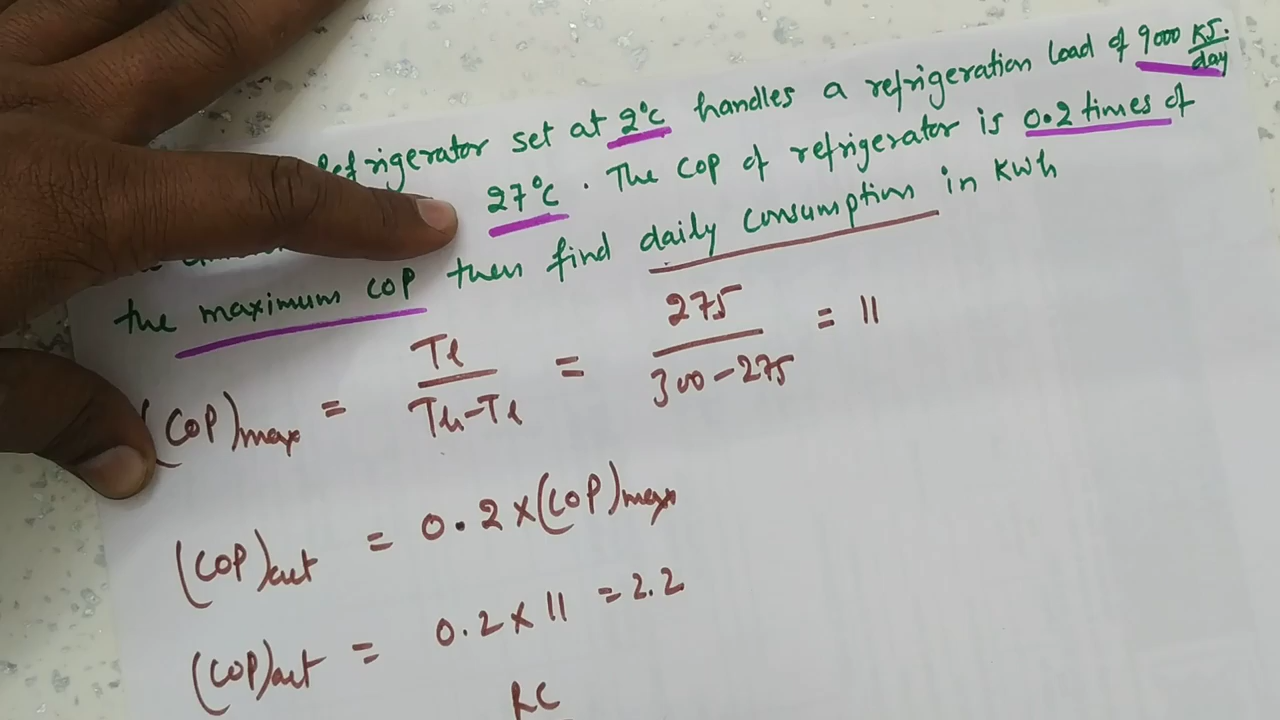 Refrigerator set at 2°C handles a refrigeration load of 9000 KJ/day
27°C. The COP of refrigerator is 0.2 times of
the maximum COP then find daily consumption in KWh
(COP)max = Tl/(Th-Tl) = 275/(300-275) = 11
(COP)act = 0.2 x (COP)max
(COP)act = 0.2 x 11 = 2.2